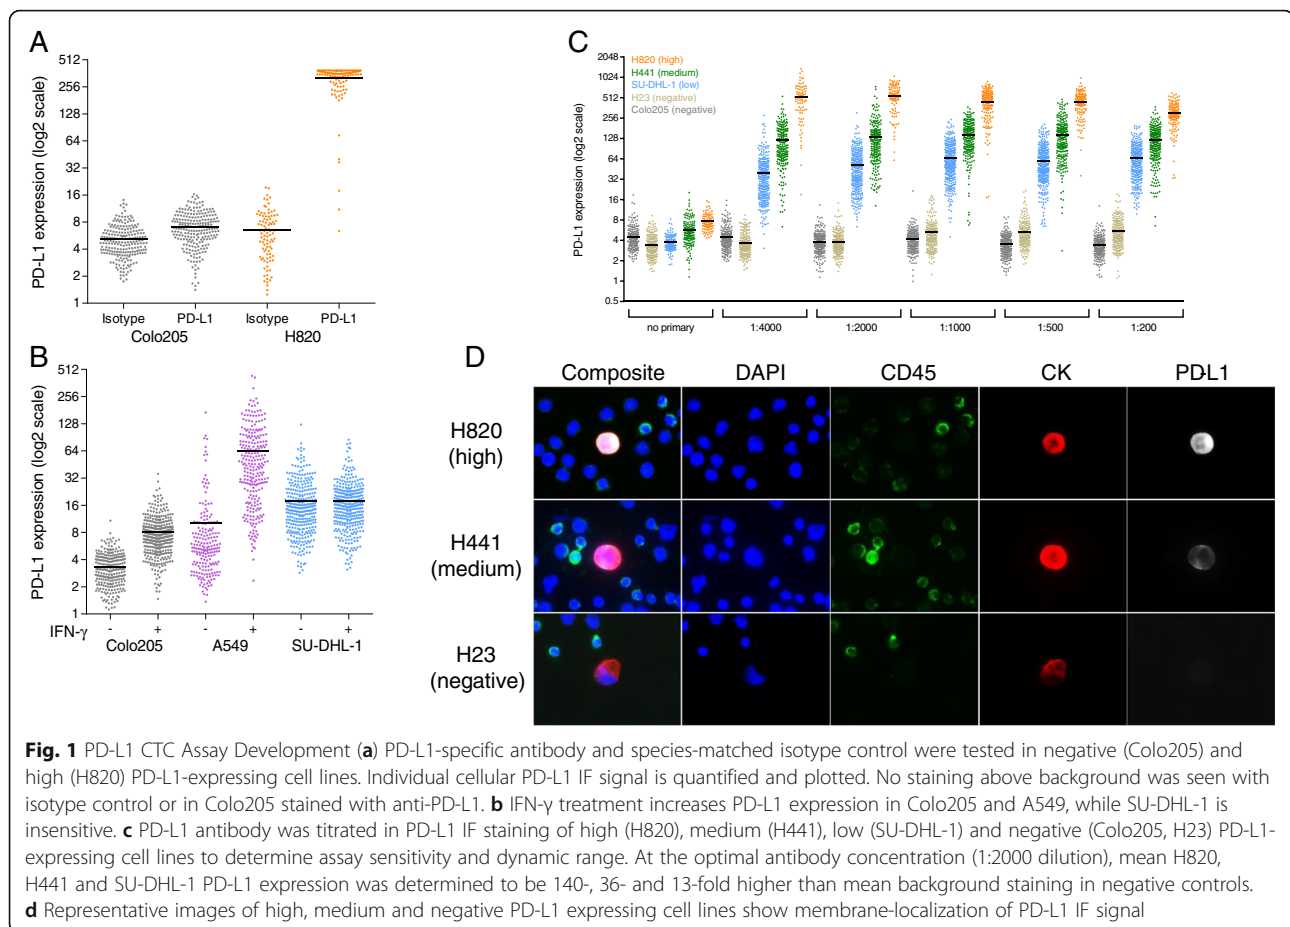 A
PD-L1 expression (log2 scale)
512
256
128
64
32
16
8
4
2
1
Isotype PD-L1 Isotype PD-L1
Colo205 H820
B
PD-L1 expression (log2 scale)
512
256
128
64
32
16
8
4
2
1
IFN-γ - + - + - +
Colo205 A549 SU-DHL-1
C
PD-L1 expression (log2 scale)
2048
1024
512
256
128
64
32
16
8
4
2
1
0.5
H820 (high)
H441 (medium)
SU-DHL-1 (low)
H23 (negative)
Colo205 (negative)
no primary 1:4000 1:2000 1:1000 1:500 1:200
D
Composite DAPI CD45 CK PD-L1
H820
(high)
H441
(medium)
H23
(negative)
Fig. 1 PD-L1 CTC Assay Development (a) PD-L1-specific antibody and species-matched isotype control were tested in negative (Colo205) and
high (H820) PD-L1-expressing cell lines. Individual cellular PD-L1 IF signal is quantified and plotted. No staining above background was seen with
isotype control or in Colo205 stained with anti-PD-L1. b IFN-γ treatment increases PD-L1 expression in Colo205 and A549, while SU-DHL-1 is
insensitive. c PD-L1 antibody was titrated in PD-L1 IF staining of high (H820), medium (H441), low (SU-DHL-1) and negative (Colo205, H23) PD-L1-
expressing cell lines to determine assay sensitivity and dynamic range. At the optimal antibody concentration (1:2000 dilution), mean H820,
H441 and SU-DHL-1 PD-L1 expression was determined to be 140-, 36- and 13-fold higher than mean background staining in negative controls.
d Representative images of high, medium and negative PD-L1 expressing cell lines show membrane-localization of PD-L1 IF signal